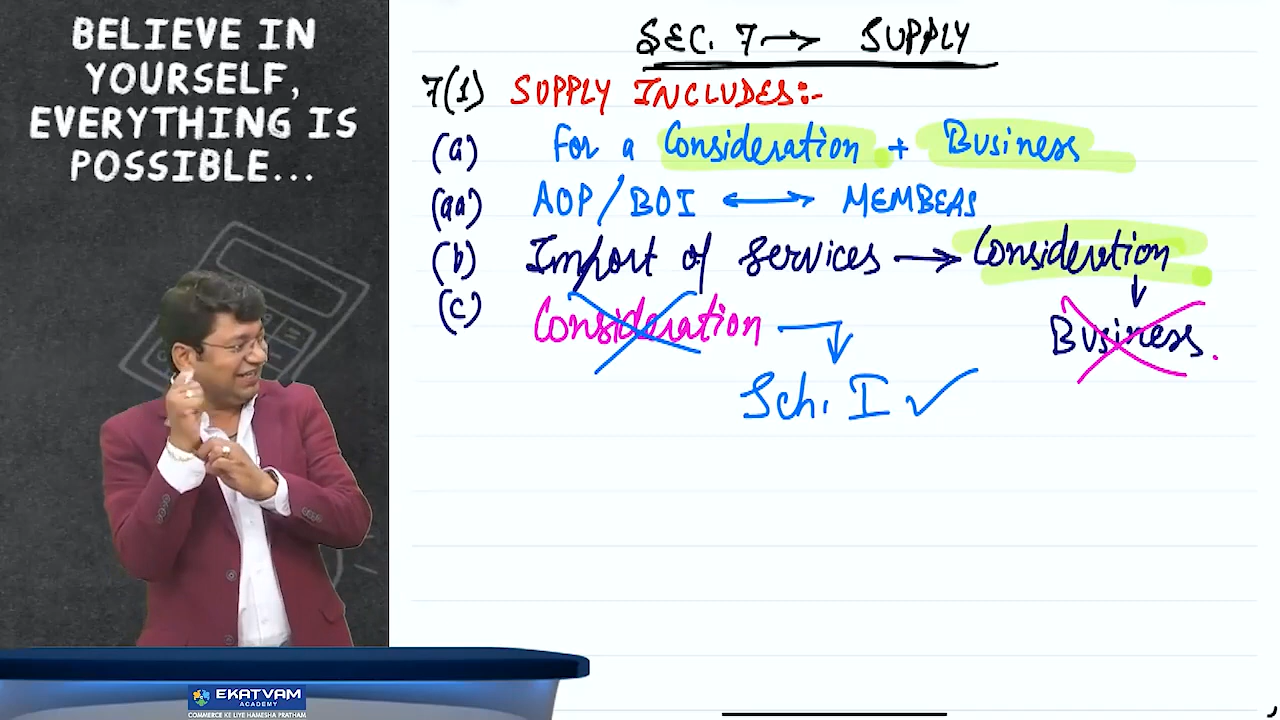 BELIEVE IN
YOURSELF,
EVERYTHING IS
POSSIBLE...
SEC. 7 → SUPPLY
7(1) SUPPLY INCLUDES:-
(a) For a Consideration + Business
(aa) AOP/BOI ↔ MEMBERS
(b) Import of Services → Consideration
↓
(c) Consideration
Business.
Sch. I ✓
EKATVAM
ACADEMY
COMMERCE KE LIYE HAMESHA PRATHAM